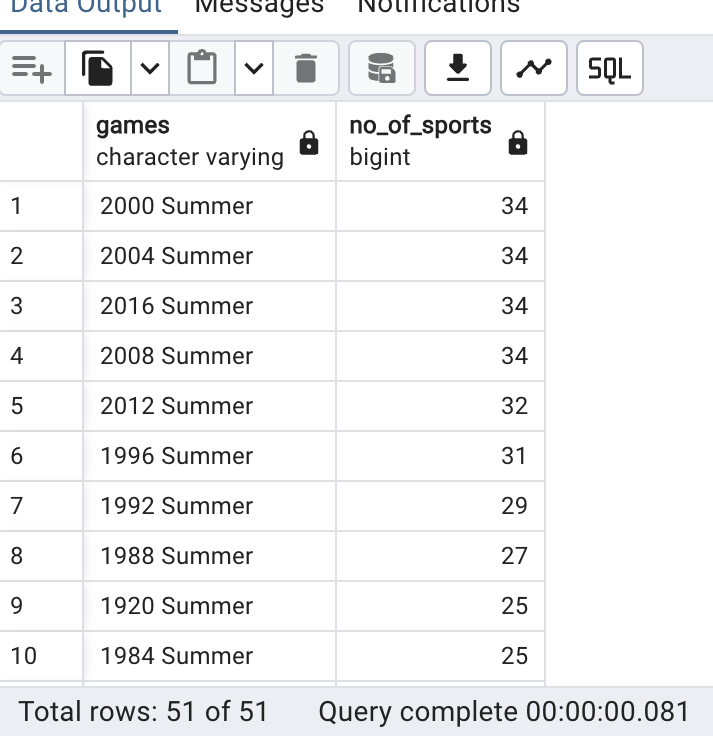 Data Output Messages Notifications
SQL
games no_of_sports
character varying bigint
1 2000 Summer 34
2 2004 Summer 34
3 2016 Summer 34
4 2008 Summer 34
5 2012 Summer 32
6 1996 Summer 31
7 1992 Summer 29
8 1988 Summer 27
9 1920 Summer 25
10 1984 Summer 25
Total rows: 51 of 51 Query complete 00:00:00.081